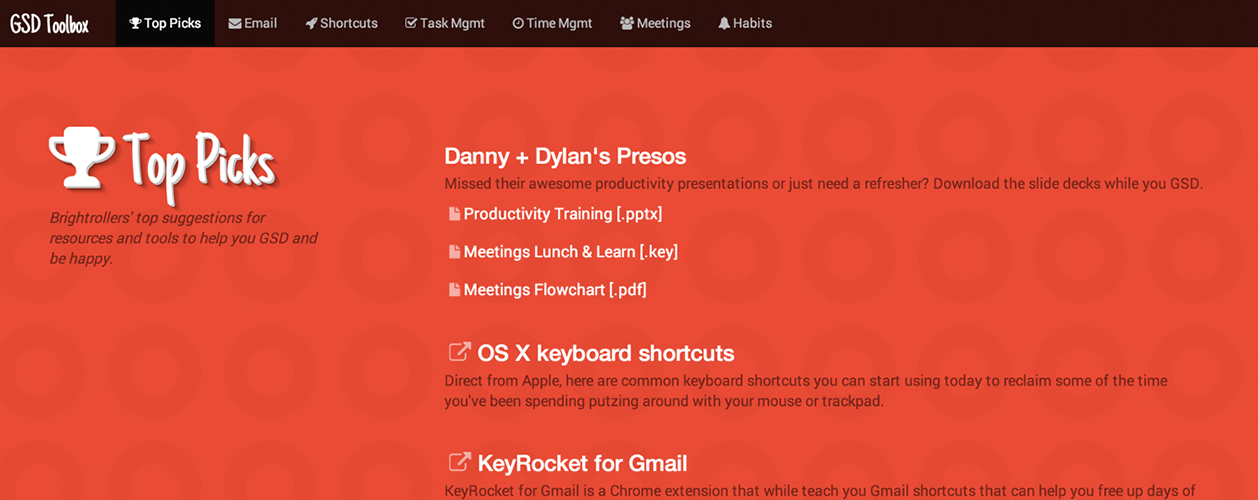 GSD Toolbox Top Picks Email Shortcuts Task Mgmt Time Mgmt Meetings Habits
Top Picks
Brightrollers' top suggestions for
resources and tools to help you GSD and
be happy.
Danny + Dylan's Presos
Missed their awesome productivity presentations or just need a refresher? Download the slide decks while you GSD.
Productivity Training [.pptx]
Meetings Lunch & Learn [.key]
Meetings Flowchart [.pdf]
OS X keyboard shortcuts
Direct from Apple, here are common keyboard shortcuts you can start using today to reclaim some of the time
you've been spending putzing around with your mouse or trackpad.
KeyRocket for Gmail
KeyRocket for Gmail is a Chrome extension that while teach you Gmail shortcuts that can help you free up days of